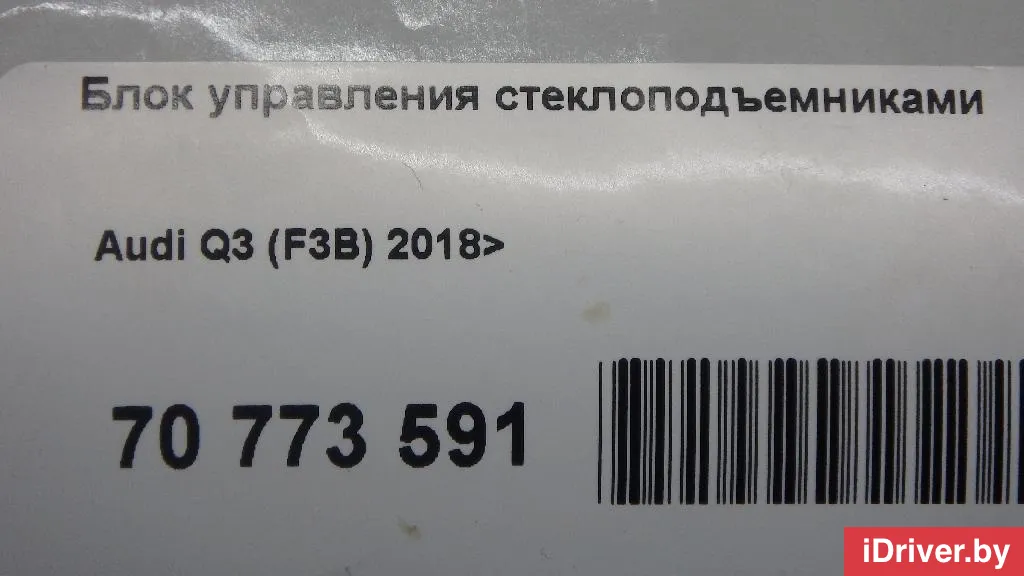 Блок управления стеклоподъемниками
Audi Q3 (F3B) 2018>
70 773 591
iDriver.by